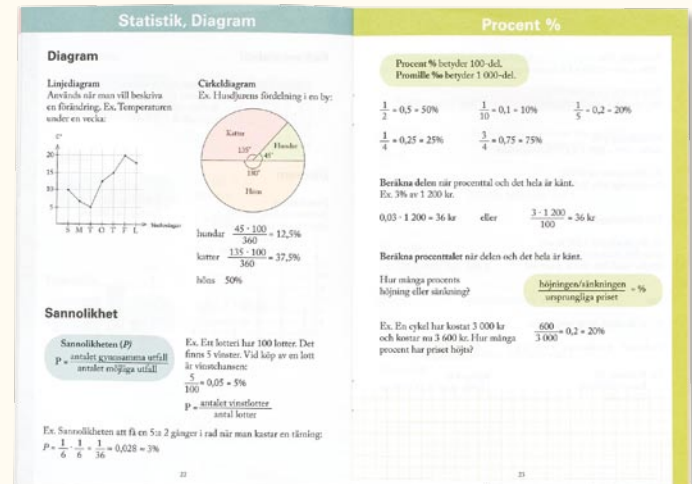 Statistik, Diagram
Diagram
Linjediagram
Används när man vill beskriva
en förändring. Ex. Temperaturen
under en vecka:
C°
20
15
10
5
S M T O T F L
Cirkeldiagram
Ex. Husdjurens fördelning i en by:
Katter
135°
Hundar
45°
180°
Höns
hundar 45 · 100 / 360 = 12,5%
katter 135 · 100 / 360 = 37,5%
höns 50%
Sannolikhet
Sannolikheten (P)
P = antalet gynnsamma utfall / antalet möjliga utfall
Ex. Ett lotteri har 100 lotter. Det
finns 5 vinster. Vid köp av en lott
är vinstchansen:
5 / 100 = 0,05 = 5%
P = antalet vinstlotter / antal lotter
Ex. Sannolikheten att få en 5:a 2 gånger i rad när man kastar en tärning:
P = 1/6 · 1/6 = 1/36 = 0,028 = 3%
22
Procent %
Procent % betyder 100-del.
Promille ‰ betyder 1 000-del.
1/2 = 0,5 = 50%
1/10 = 0,1 = 10%
1/5 = 0,2 = 20%
1/4 = 0,25 = 25%
3/4 = 0,75 = 75%
Beräkna delen när procenttal och det hela är känt.
Ex. 3% av 1 200 kr.
0,03 · 1 200 = 36 kr eller 3 · 1 200 / 100 = 36 kr
Beräkna procenttalet när delen och det hela är känt.
Hur många procents
höjning eller sänkning?
höjningen/sänkningen / ursprungliga priset = %
Ex. En cykel har kostat 3 000 kr
och kostar nu 3 600 kr. Hur många
procent har priset höjts?
600 / 3 000 = 0,2 = 20%
23